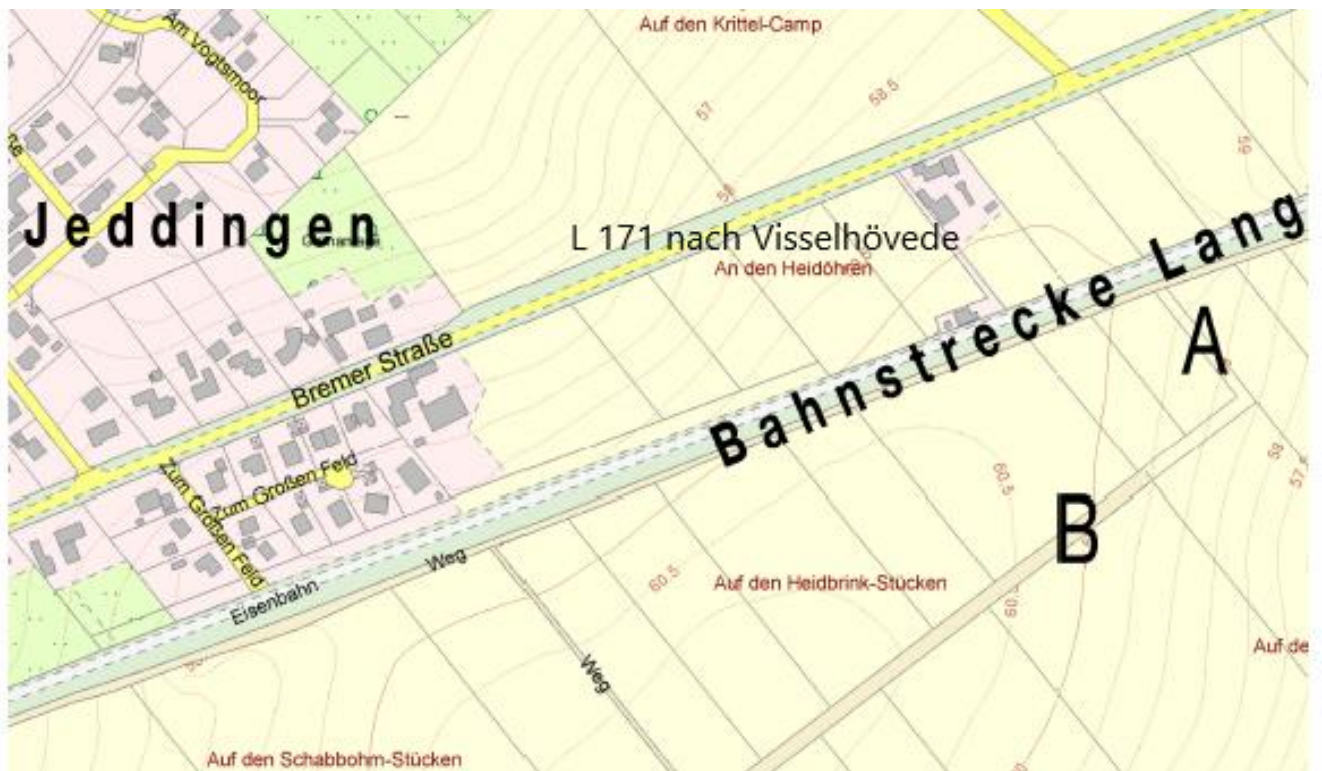 Auf den Krittel-Camp
Am Vogtsmoor
57
58.5
59
Jeddingen
L 171 nach Visselhövede
An den Heidöhren
Bahnstrecke Lang
Bremer Straße
A
Zum Großen Feld
Zum Großen Feld
60.5
58
57.5
B
Eisenbahn
Weg
60.5
Auf den Heidbrink-Stücken
Weg
Auf de
Auf den Schabbohm-Stücken